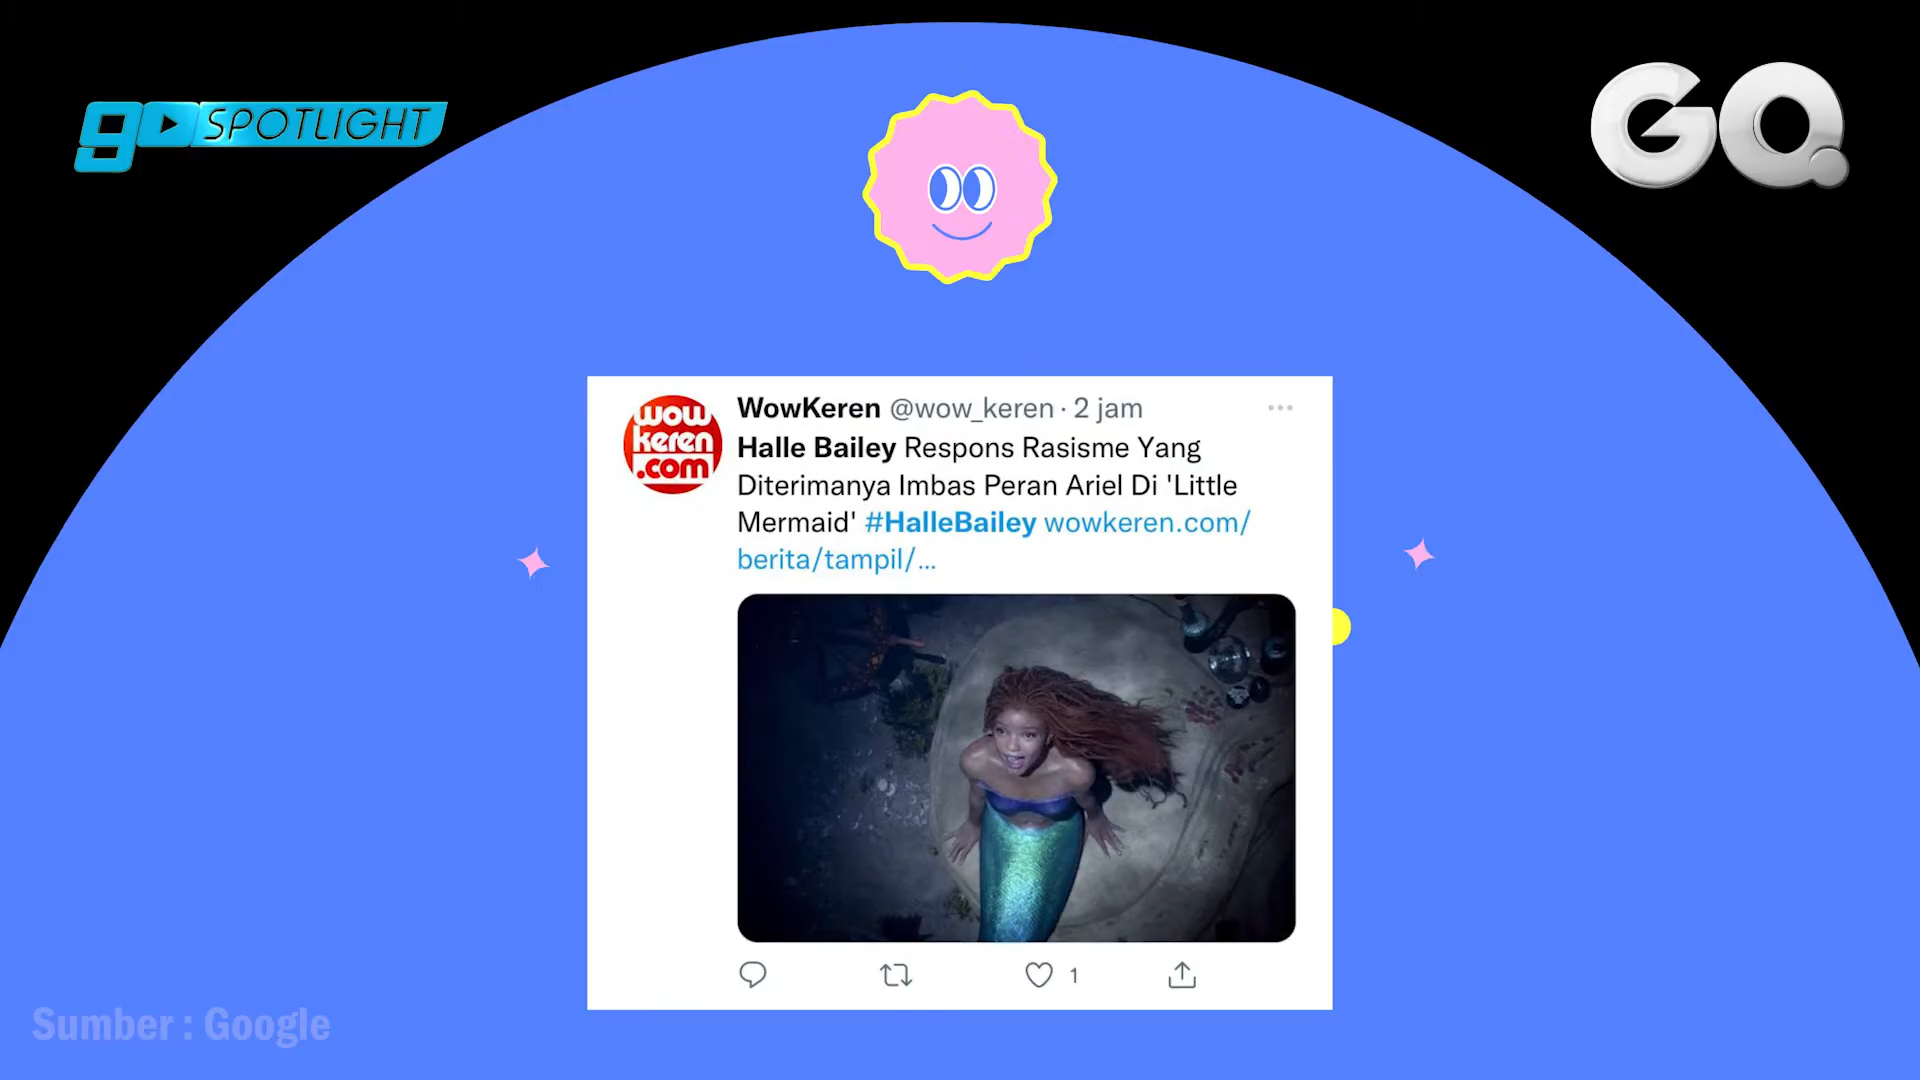 go SPOTLIGHT
GQ
wow
keren
.com
WowKeren @wow_keren · 2 jam
Halle Bailey Respons Rasisme Yang
Diterimanya Imbas Peran Ariel Di 'Little
Mermaid' #HalleBailey wowkeren.com/
berita/tampil/...
1
Sumber : Google